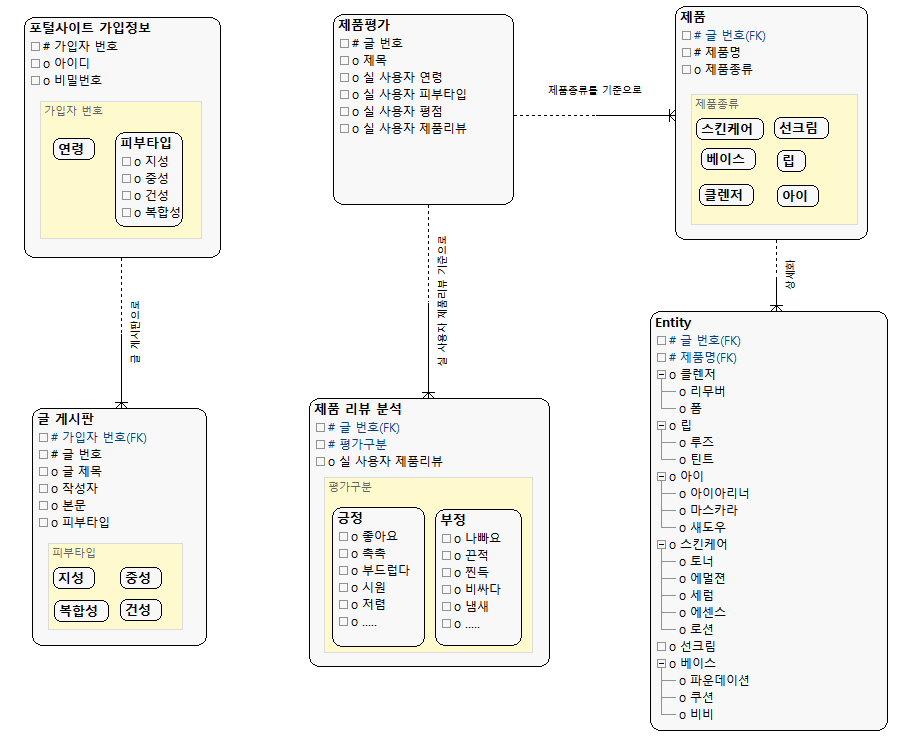 포털사이트 가입정보
# 가입자 번호
o 아이디
o 비밀번호
가입자 번호
연령
피부타입
o 지성
o 중성
o 건성
o 복합성
글 게시판으로
글 게시판
# 가입자 번호(FK)
# 글 번호
o 글 제목
o 작성자
o 본문
o 피부타입
피부타입
지성
중성
복합성
건성
제품평가
# 글 번호
o 제목
o 실 사용자 연령
o 실 사용자 피부타입
o 실 사용자 평점
o 실 사용자 제품리뷰
제품종류를 기준으로
실 사용자 제품리뷰 기준으로
제품 리뷰 분석
# 글 번호(FK)
# 평가구분
o 실 사용자 제품리뷰
평가구분
긍정
o 좋아요
o 촉촉
o 부드럽다
o 시원
o 저렴
o .....
부정
o 나빠요
o 끈적
o 찐득
o 비싸다
o 냄새
o .....
제품
# 글 번호(FK)
# 제품명
o 제품종류
제품종류
스킨케어
선크림
베이스
립
클렌저
아이
상세화
Entity
# 글 번호(FK)
# 제품명(FK)
o 클렌저
o 리무버
o 폼
o 립
o 루즈
o 틴트
o 아이
o 아이아리너
o 마스카라
o 새도우
o 스킨케어
o 토너
o 에멀젼
o 세럼
o 에센스
o 로션
o 선크림
o 베이스
o 파운데이션
o 쿠션
o 비비